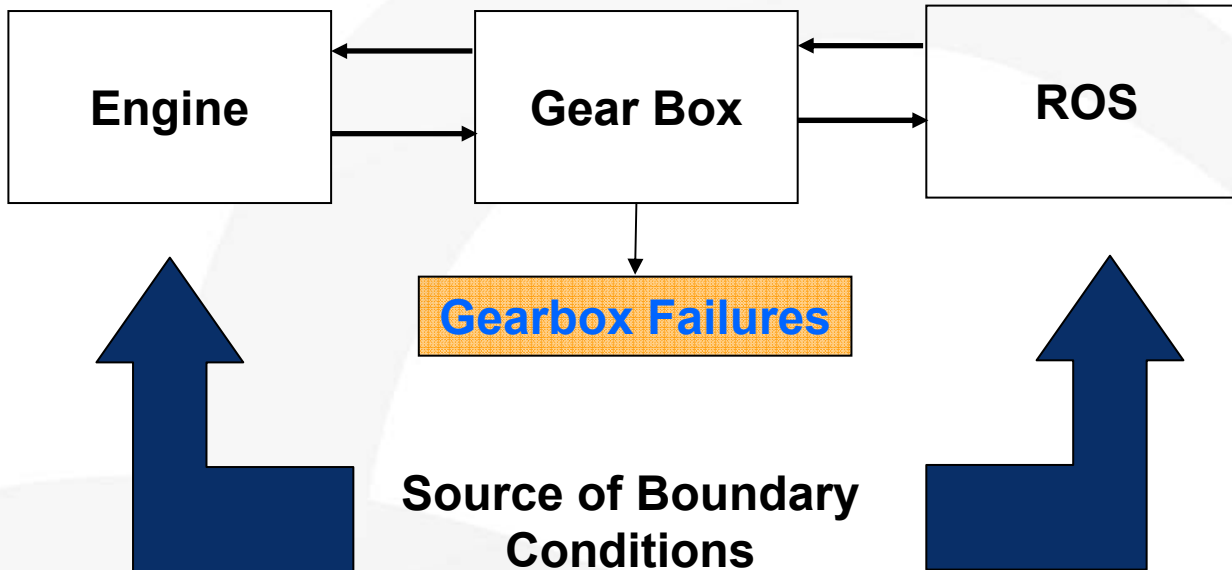 Engine
Gear Box
ROS
Gearbox Failures
Source of Boundary
Conditions